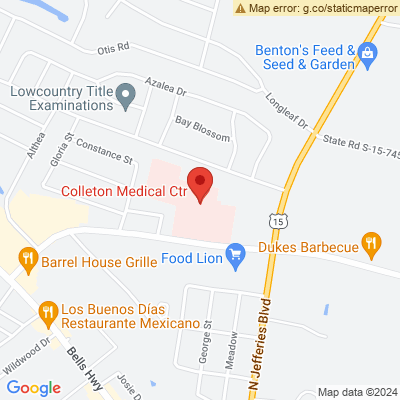 Map error: g.co/staticmaperror
Otis Rd
Benton's Feed &
Seed & Garden
Azalea Dr
Lowcountry Title
Examinations
Longleaf Dr
Bay Blossom
State Rd S-15-745
Althea
Gloria St
Constance St
Colleton Medical Ctr
15
Dukes Barbecue
Food Lion
Barrel House Grille
Los Buenos Días
Restaurante Mexicano
N Jefferies Blvd
George St
Meadow
Wildwood Dr
Bells Hwy
Josie D
Google
Map data ©2024